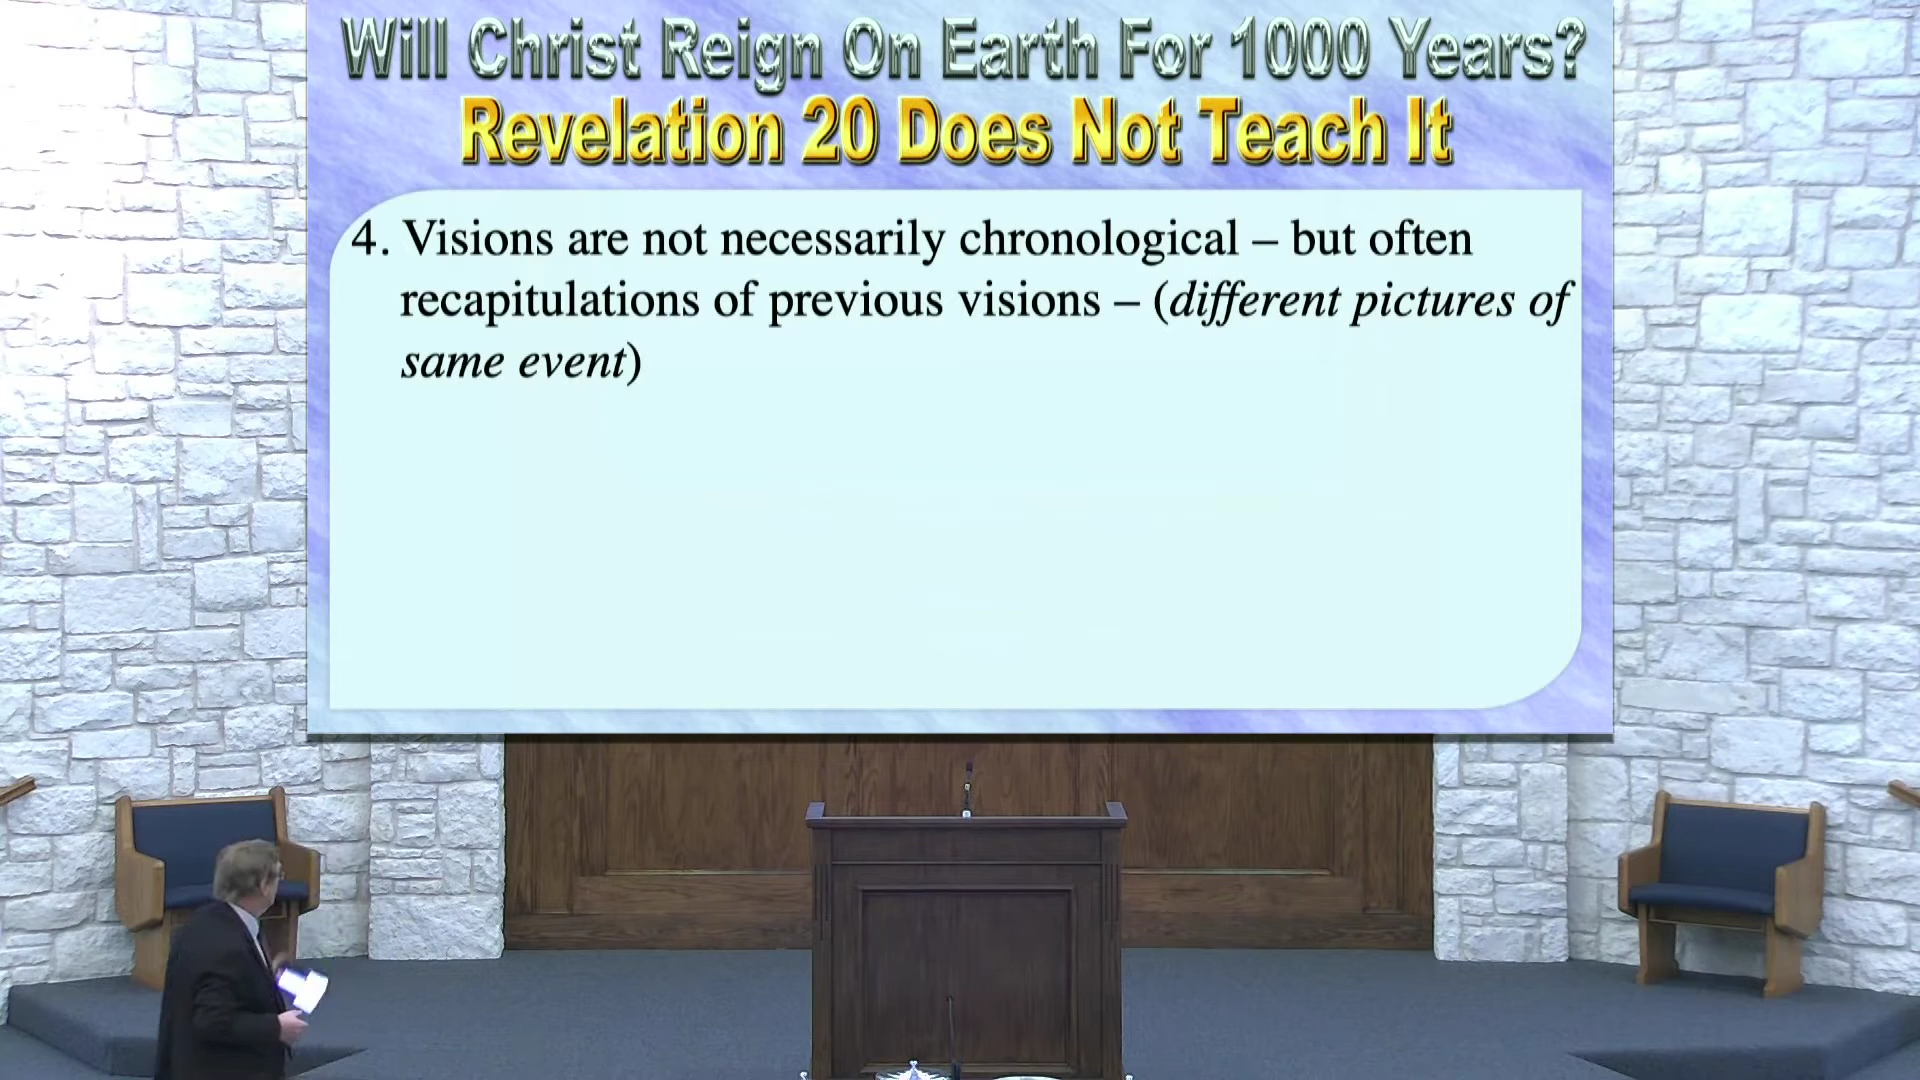 Will Christ Reign On Earth For 1000 Years?
Revelation 20 Does Not Teach It
4. Visions are not necessarily chronological – but often
recapitulations of previous visions – (different pictures of
same event)